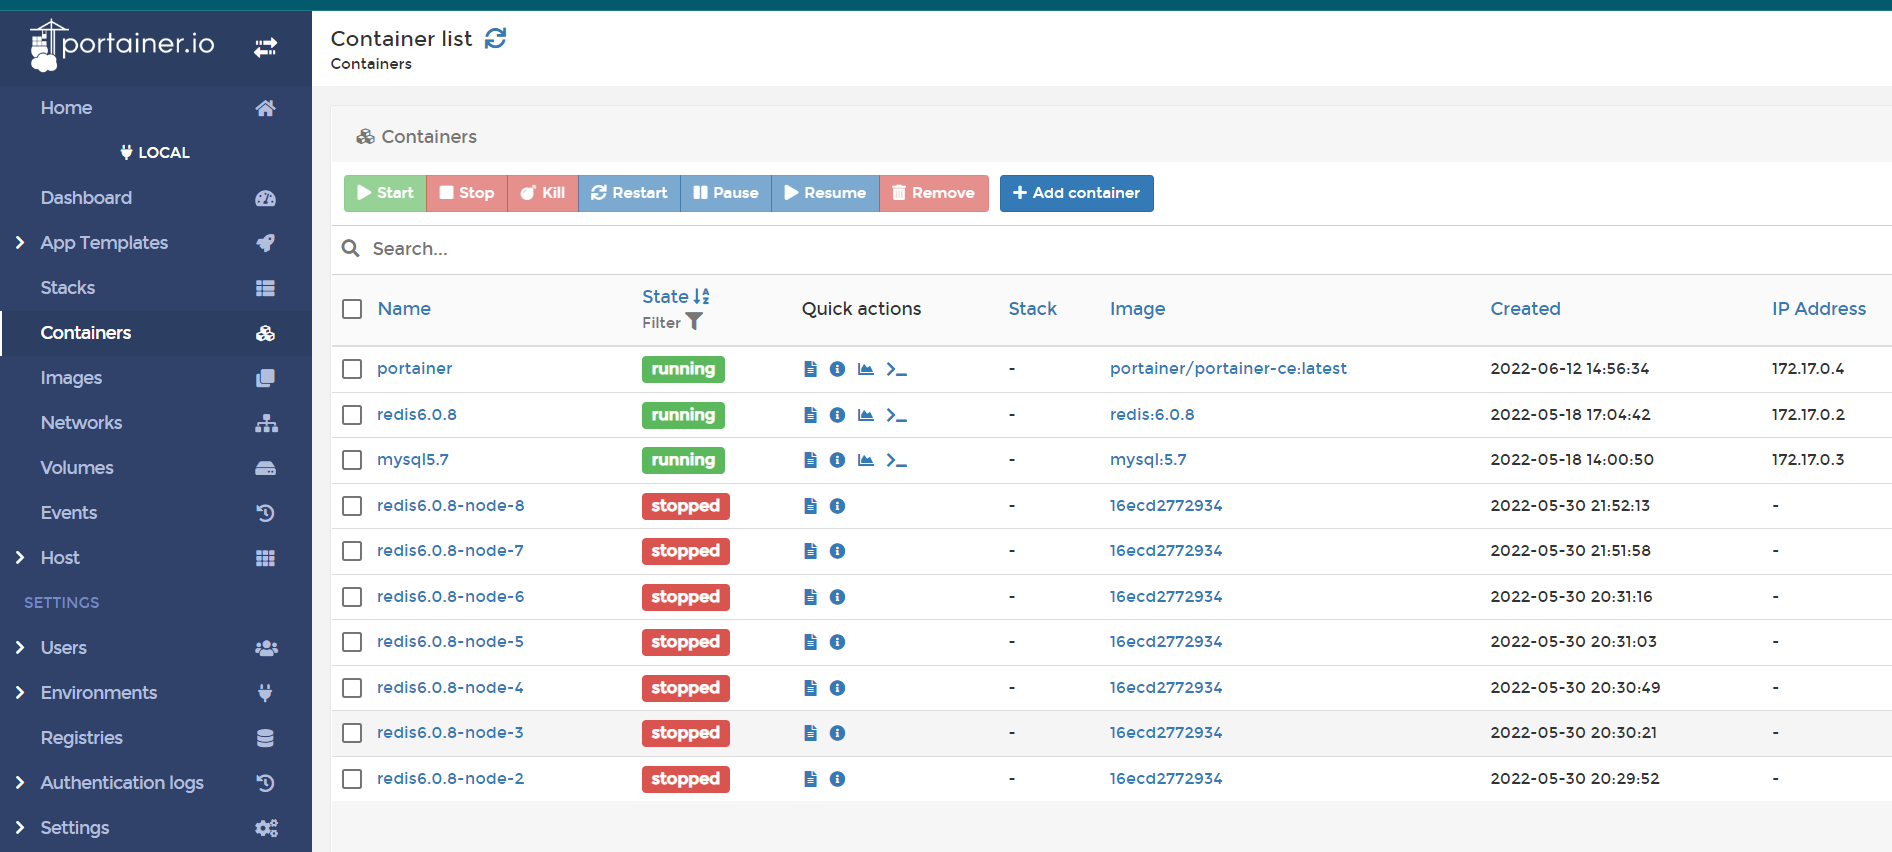 portainer.io
Container list
Containers
Home
LOCAL
Dashboard
App Templates
Stacks
Containers
Images
Networks
Volumes
Events
Host
SETTINGS
Users
Environments
Registries
Authentication logs
Settings
Containers
Start Stop Kill Restart Pause Resume Remove Add container
Search...
Name State Filter Quick actions Stack Image Created IP Address
portainer running - portainer/portainer-ce:latest 2022-06-12 14:56:34 172.17.0.4
redis6.0.8 running - redis:6.0.8 2022-05-18 17:04:42 172.17.0.2
mysql5.7 running - mysql:5.7 2022-05-18 14:00:50 172.17.0.3
redis6.0.8-node-8 stopped - 16ecd2772934 2022-05-30 21:52:13 -
redis6.0.8-node-7 stopped - 16ecd2772934 2022-05-30 21:51:58 -
redis6.0.8-node-6 stopped - 16ecd2772934 2022-05-30 20:31:16 -
redis6.0.8-node-5 stopped - 16ecd2772934 2022-05-30 20:31:03 -
redis6.0.8-node-4 stopped - 16ecd2772934 2022-05-30 20:30:49 -
redis6.0.8-node-3 stopped - 16ecd2772934 2022-05-30 20:30:21 -
redis6.0.8-node-2 stopped - 16ecd2772934 2022-05-30 20:29:52 -